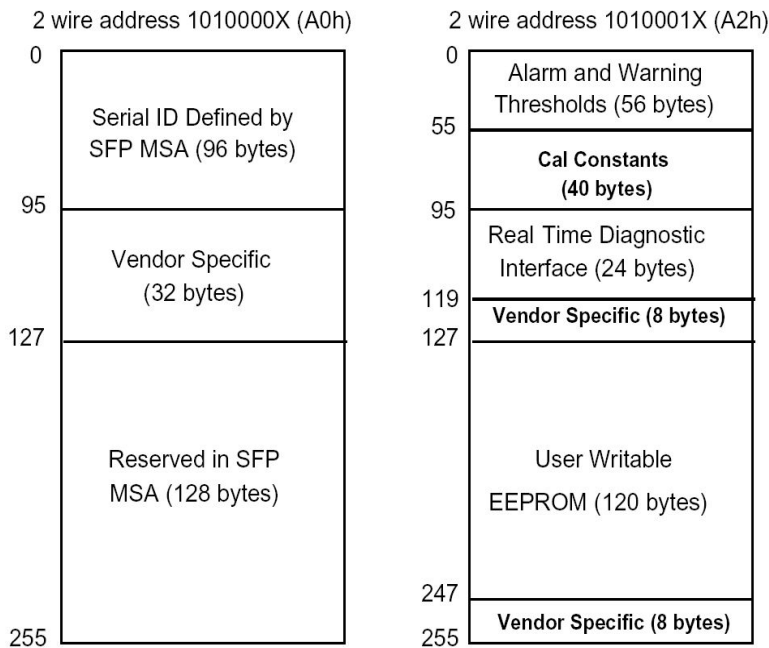 2 wire address 1010000X (A0h)
0
Serial ID Defined by
SFP MSA (96 bytes)
95
Vendor Specific
(32 bytes)
127
Reserved in SFP
MSA (128 bytes)
255
2 wire address 1010001X (A2h)
0
Alarm and Warning
Thresholds (56 bytes)
55
Cal Constants
(40 bytes)
95
Real Time Diagnostic
Interface (24 bytes)
119
Vendor Specific (8 bytes)
127
User Writable
EEPROM (120 bytes)
247
Vendor Specific (8 bytes)
255